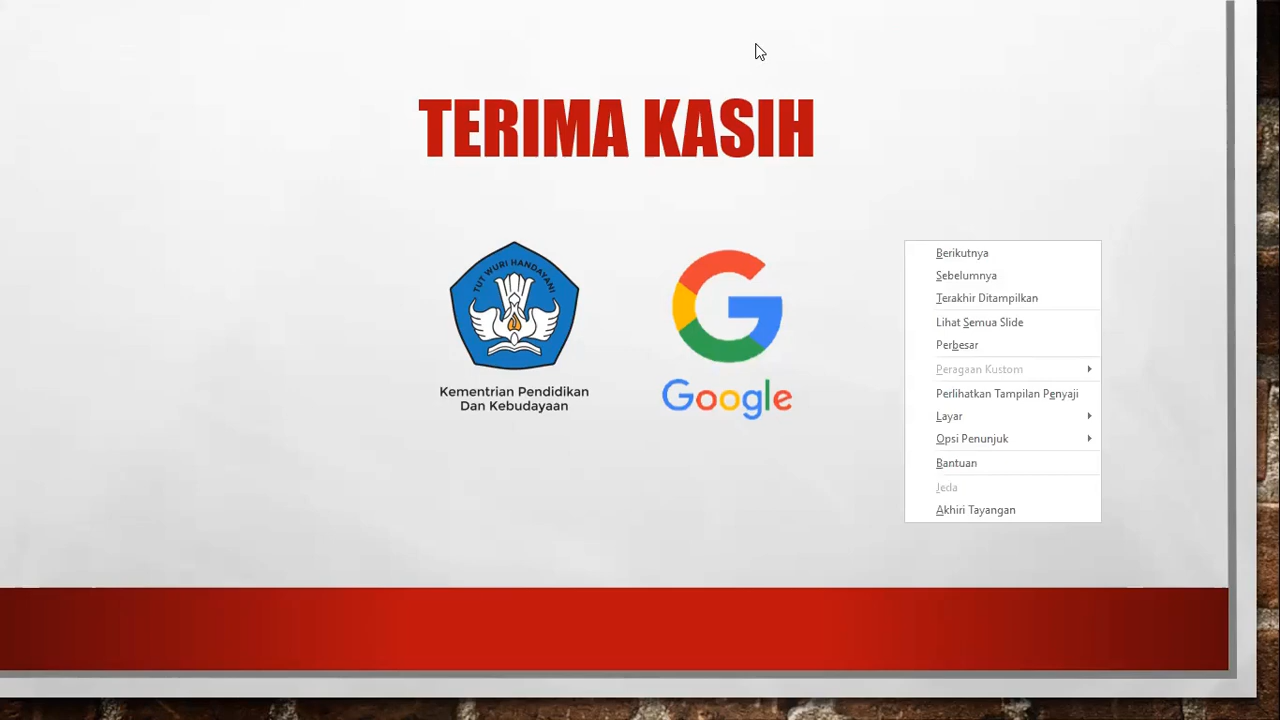 TERIMA KASIH
TUT WURI HANDAYANI
Kementrian Pendidikan
Dan Kebudayaan
Google
Berikutnya
Sebelumnya
Terakhir Ditampilkan
Lihat Semua Slide
Perbesar
Peragaan Kustom
Perlihatkan Tampilan Penyaji
Layar
Opsi Penunjuk
Bantuan
Jeda
Akhiri Tayangan